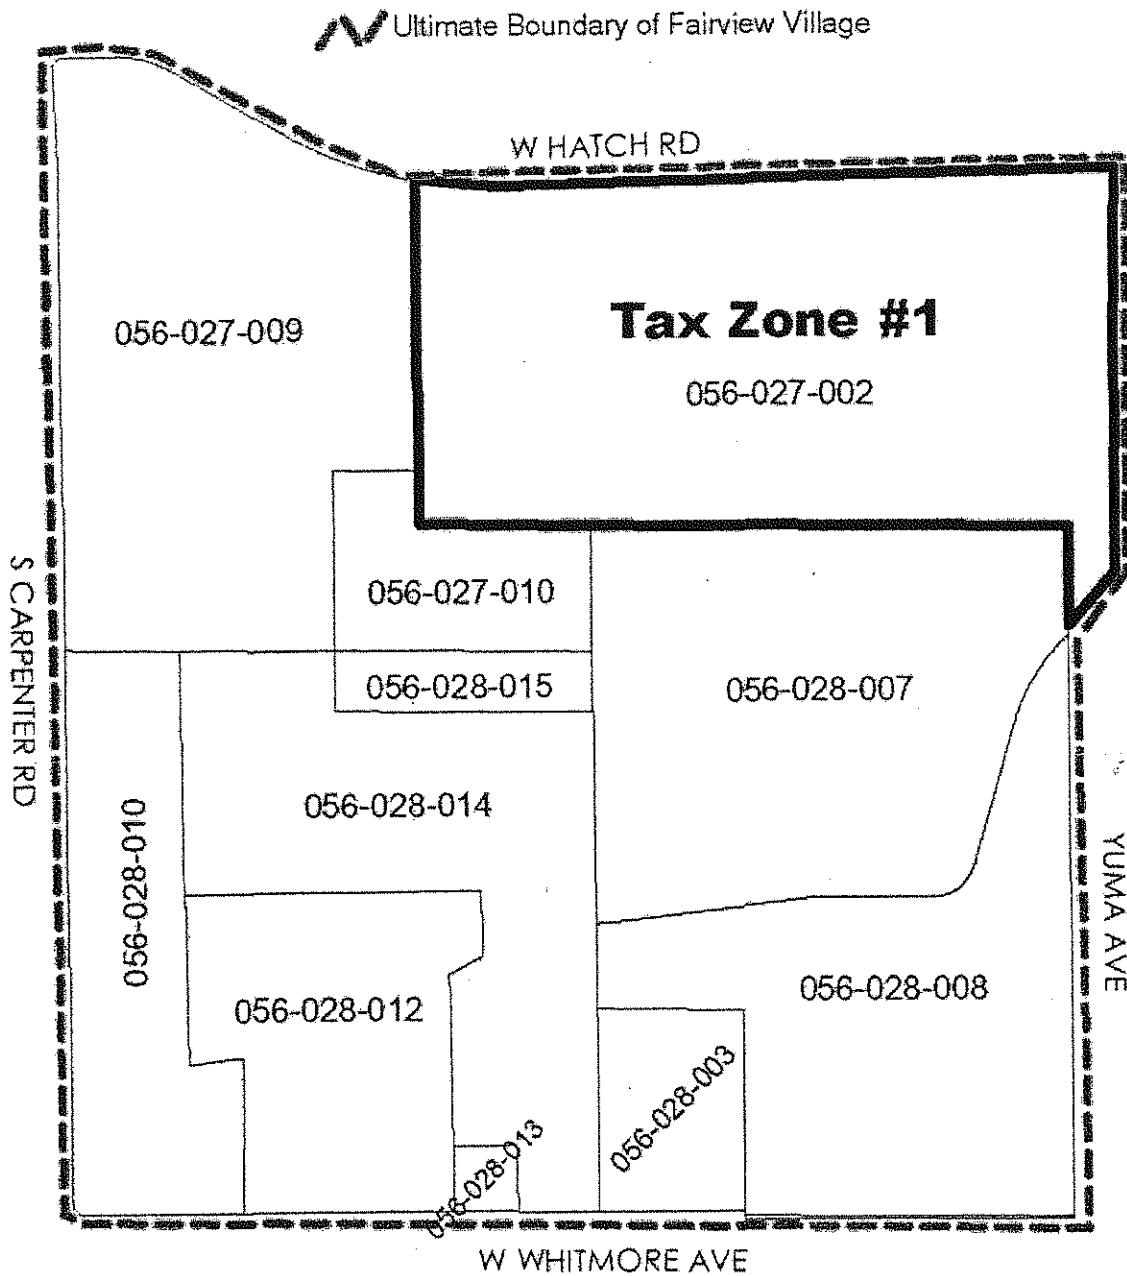 Ultimate Boundary of Fairview Village
W HATCH RD
Tax Zone #1
056-027-009
056-027-002
056-027-010
S CARPENTER RD
056-028-015
056-028-007
056-028-014
056-028-010
YUMA AVE
056-028-012
056-028-008
056-028-003
056-028-013
W WHITMORE AVE